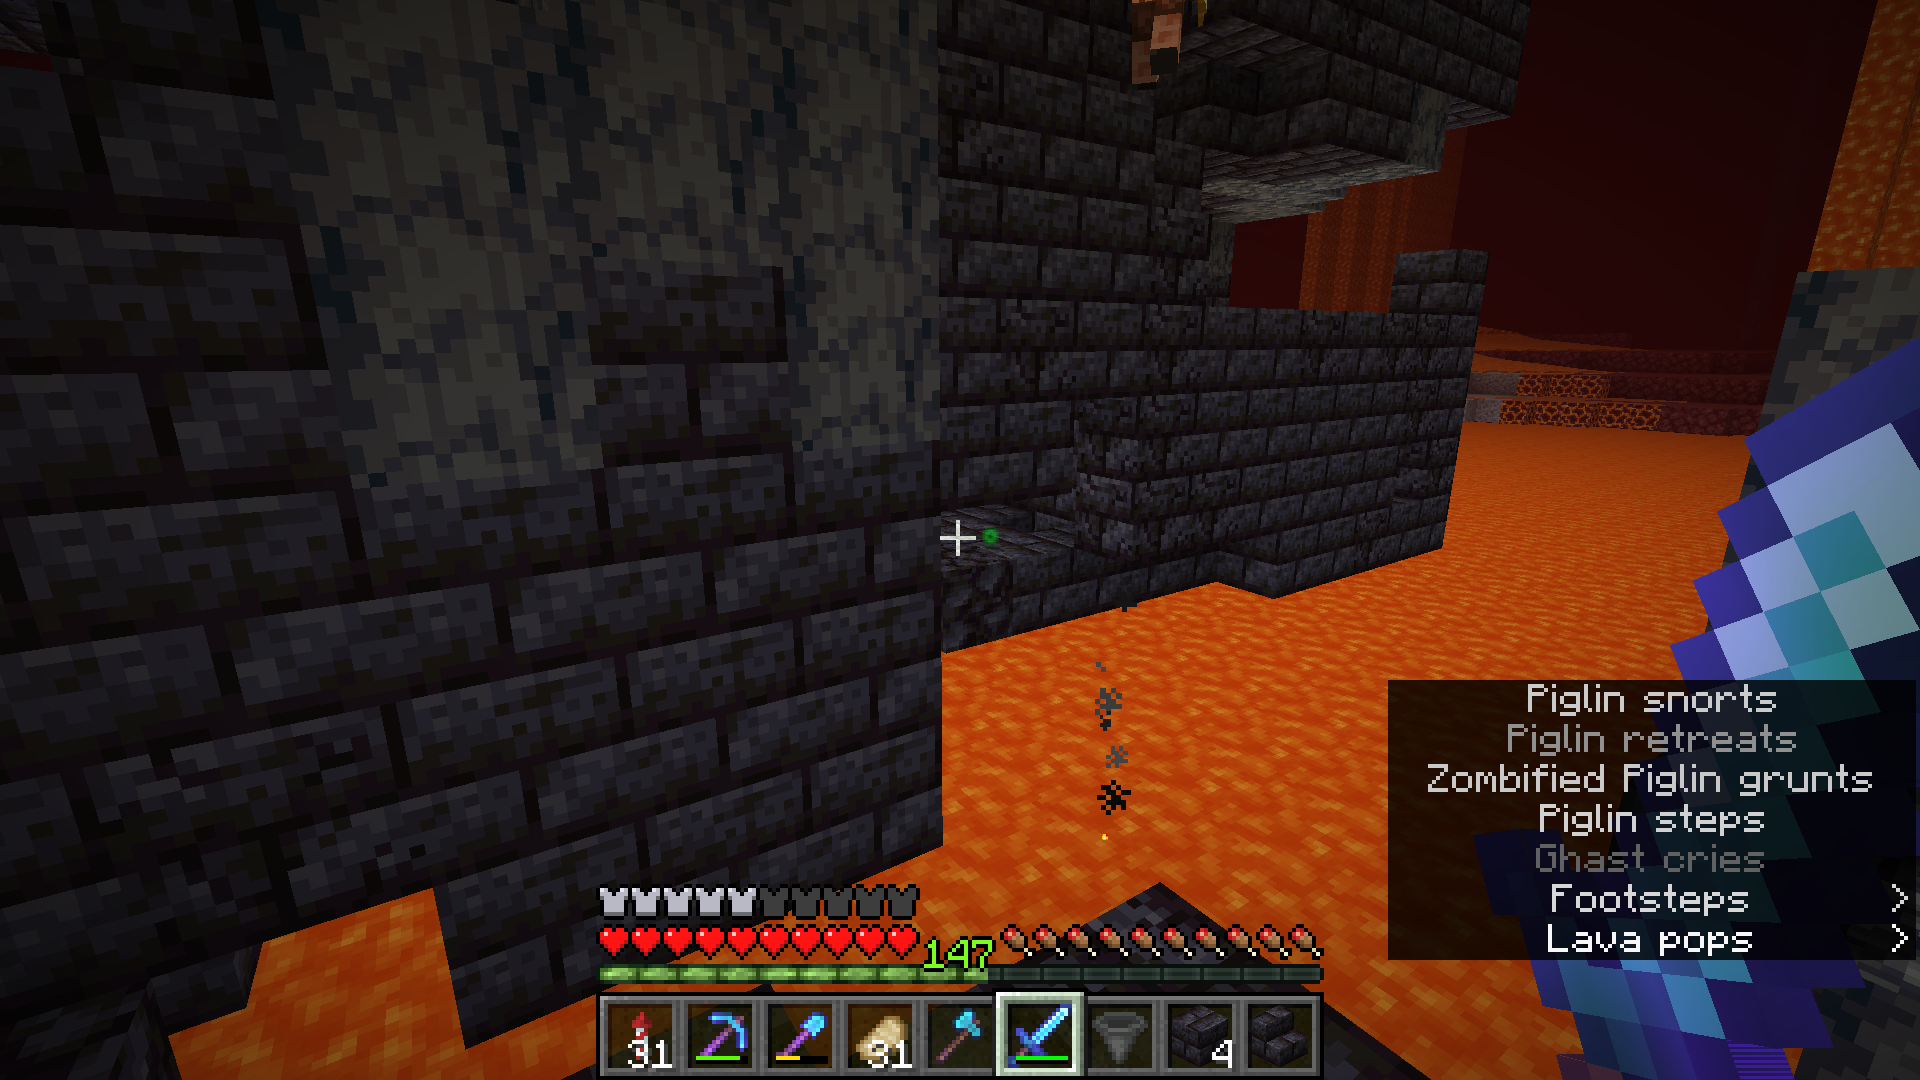 Piglin snorts
Piglin retreats
Zombified Piglin grunts
Piglin steps
Ghast cries
Footsteps >
Lava pops >
147
31
31
4